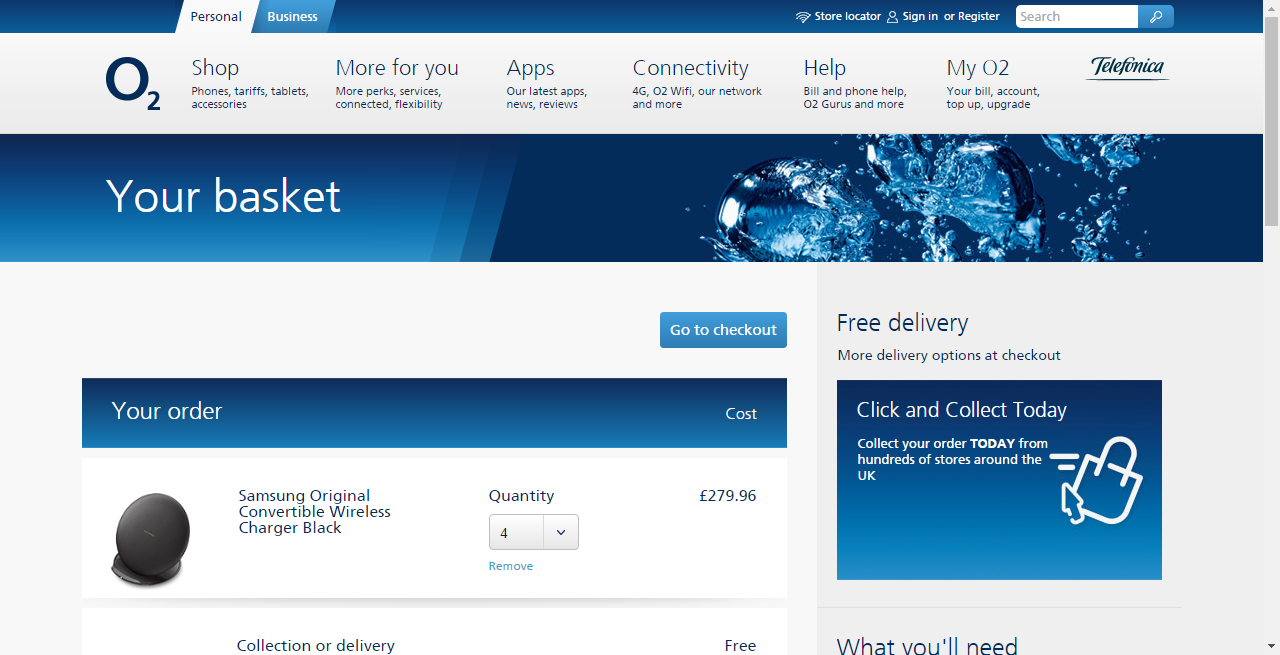 Personal
Business
Store locator
Sign in or Register
Search
O2
Shop
Phones, tariffs, tablets,
accessories
More for you
More perks, services,
connected, flexibility
Apps
Our latest apps,
news, reviews
Connectivity
4G, O2 Wifi, our network
and more
Help
Bill and phone help,
O2 Gurus and more
My O2
Your bill, account,
top up, upgrade
Telefónica
Your basket
Go to checkout
Your order
Cost
Samsung Original
Convertible Wireless
Charger Black
Quantity
4
Remove
£279.96
Collection or delivery
Free
Free delivery
More delivery options at checkout
Click and Collect Today
Collect your order TODAY from
hundreds of stores around the
UK
What you'll need